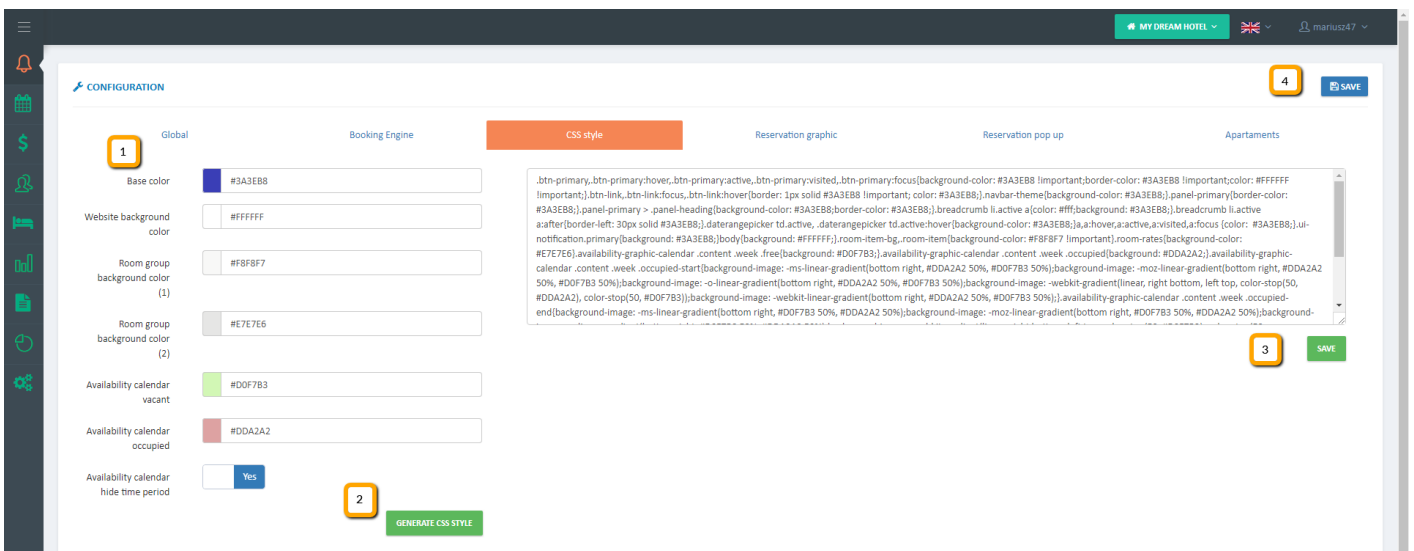 MY DREAM HOTEL
mariusz47
CONFIGURATION
4
SAVE
Global
Booking Engine
CSS style
Reservation graphic
Reservation pop up
Apartaments
1
Base color
#3A3EB8
Website background
color
#FFFFFF
Room group
background color
(1)
#F8F8F7
Room group
background color
(2)
#E7E7E6
Availability calendar
vacant
#D0F7B3
Availability calendar
occupied
#DDA2A2
Availability calendar
hide time period
Yes
2
GENERATE CSS STYLE
.btn-primary,.btn-primary:hover,.btn-primary:active,.btn-primary:visited,.btn-primary:focus{background-color: #3A3EB8 !important;border-color: #3A3EB8 !important;color: #FFFFFF
!important;}.btn-link,.btn-link:focus,.btn-link:hover{border: 1px solid #3A3EB8 !important; color: #3A3EB8;}.navbar-theme{background-color: #3A3EB8;}.panel-primary{border-color:
#3A3EB8;}.panel-primary > .panel-heading{background-color: #3A3EB8;border-color: #3A3EB8;}.breadcrumb li.active a{color: #fff;background: #3A3EB8;}.breadcrumb li.active
a:after{border-left: 30px solid #3A3EB8;}.daterangepicker td.active, .daterangepicker td.active:hover{background-color: #3A3EB8;}a,a:hover,a:active,a:visited,a:focus {color: #3A3EB8;}.ui-
notification.primary{background: #3A3EB8;}body{background: #FFFFFF;}.room-item-bg,.room-item{background-color: #F8F8F7 !important}.room-rates{background-color:
#E7E7E6}.availability-graphic-calendar .content .week .free{background: #D0F7B3;}.availability-graphic-calendar .content .week .occupied{background: #DDA2A2;}.availability-graphic-
calendar .content .week .occupied-start{background-image: -ms-linear-gradient(bottom right, #DDA2A2 50%, #D0F7B3 50%);background-image: -moz-linear-gradient(bottom right, #DDA2A2
50%, #D0F7B3 50%);background-image: -o-linear-gradient(bottom right, #DDA2A2 50%, #D0F7B3 50%);background-image: -webkit-gradient(linear, right bottom, left top, color-stop(50,
#DDA2A2), color-stop(50, #D0F7B3));background-image: -webkit-linear-gradient(bottom right, #DDA2A2 50%, #D0F7B3 50%);}.availability-graphic-calendar .content .week .occupied-
end{background-image: -ms-linear-gradient(bottom right, #D0F7B3 50%, #DDA2A2 50%);background-image: -moz-linear-gradient(bottom right, #D0F7B3 50%, #DDA2A2 50%);background-
3
SAVE